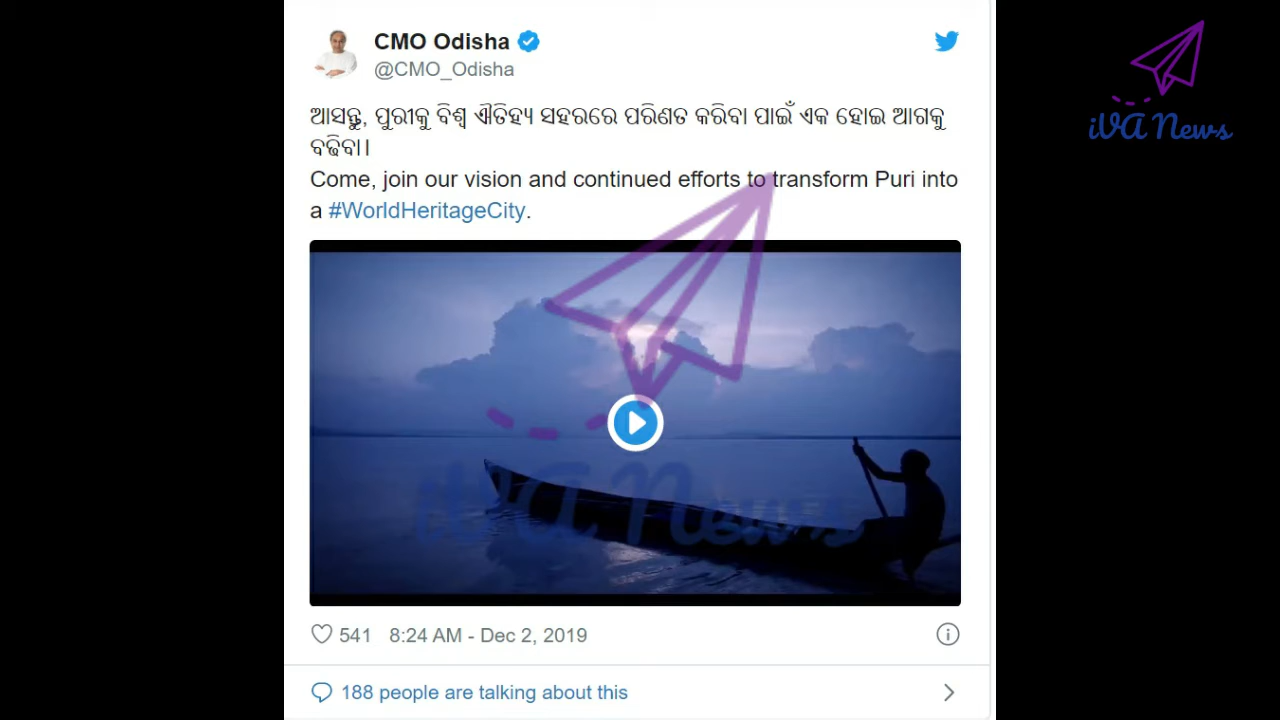 CMO Odisha
@CMO_Odisha
iVA News
ଆସନ୍ତୁ, ପୁରୀକୁ ବିଶ୍ୱ ଐତିହ୍ୟ ସହରରେ ପରିଣତ କରିବା ପାଇଁ ଏକ ହୋଇ ଆଗକୁ
ବଢିବା।
Come, join our vision and continued efforts to transform Puri into
a #WorldHeritageCity.
iVA News
541 8:24 AM - Dec 2, 2019
188 people are talking about this